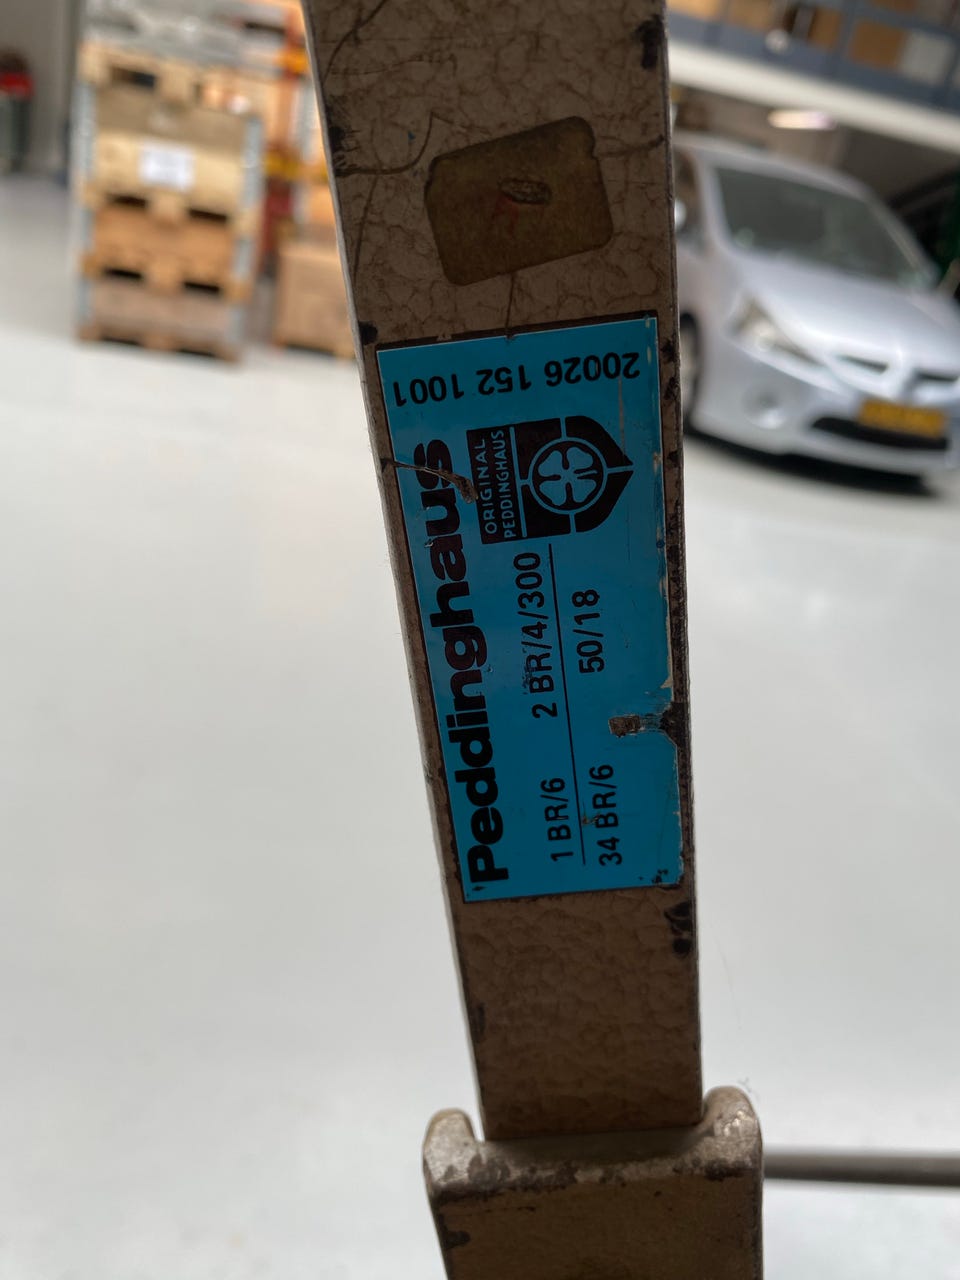 Peddinghaus
ORIGINAL
PEDDINGHAUS
1 BR/6 2 BR/4/300
34 BR/6 50/18
20026 152 1001